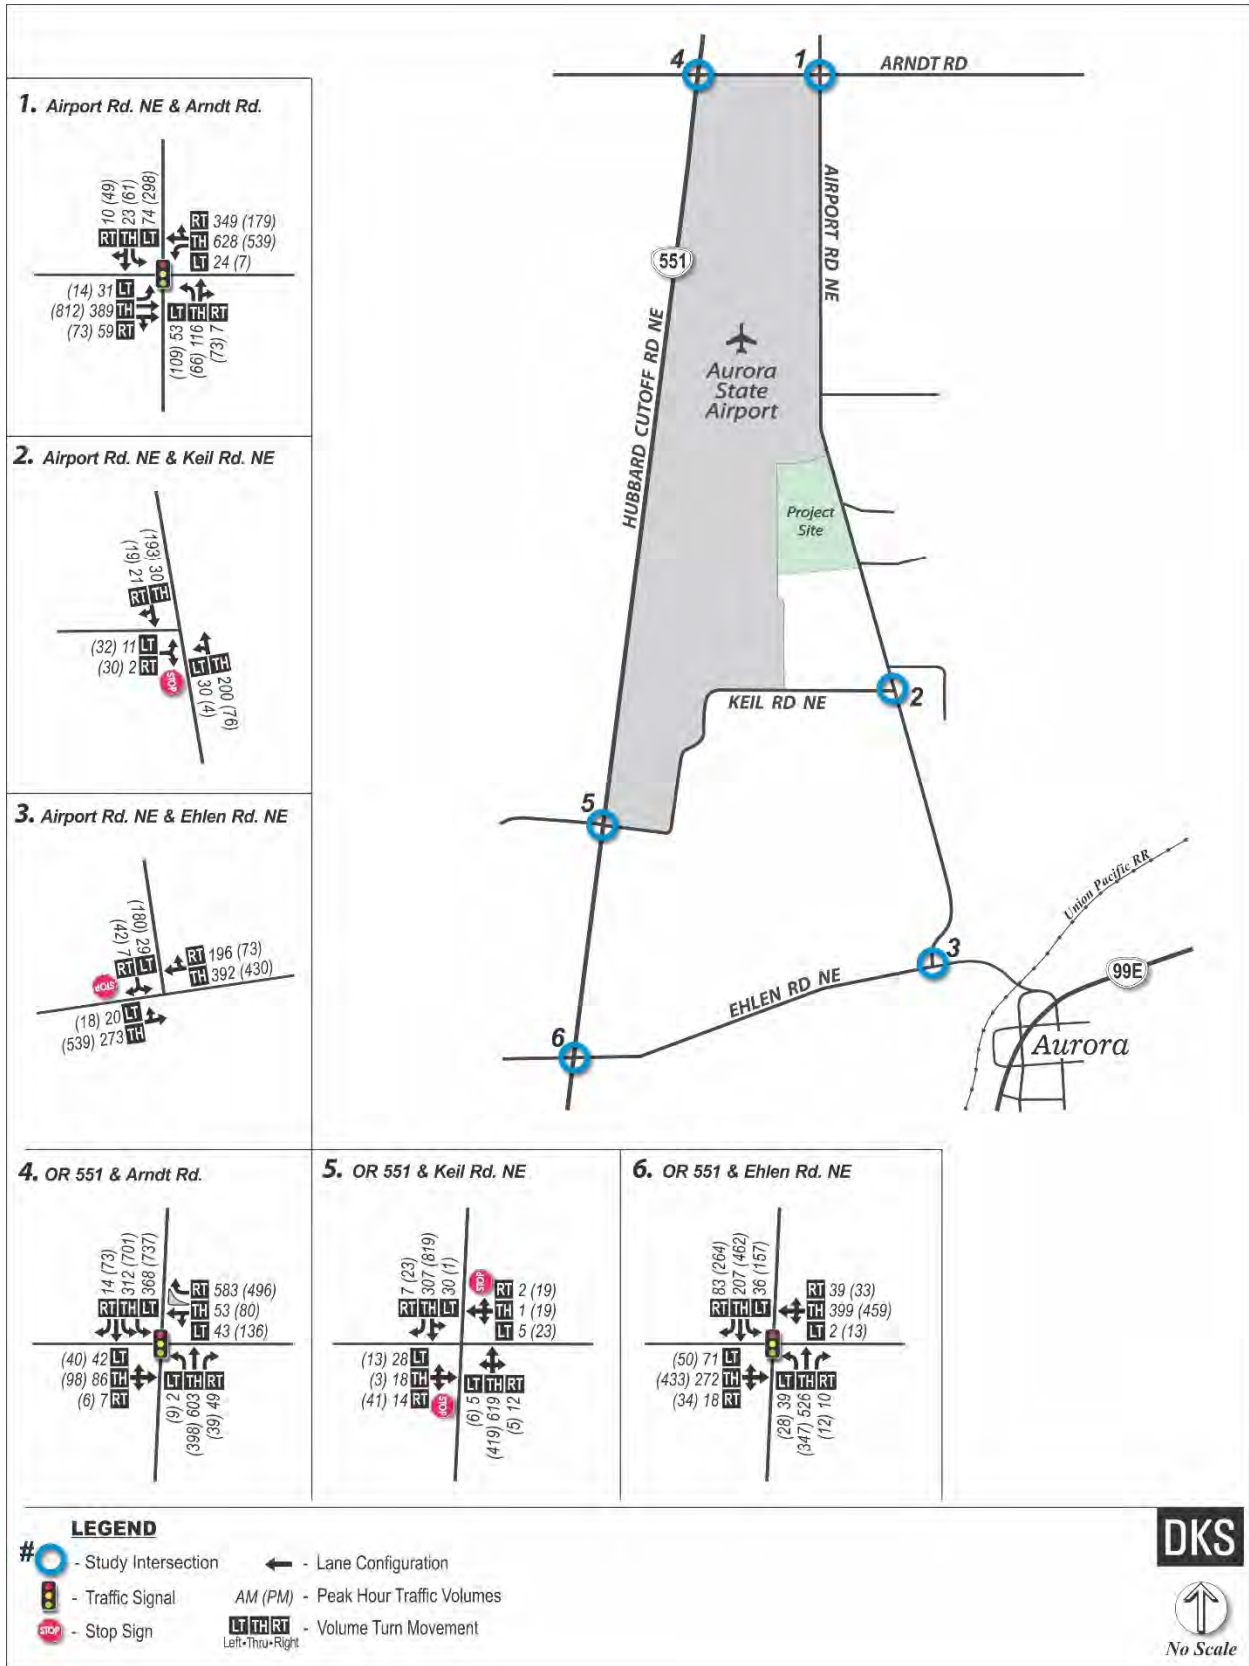 4
1
ARNDT RD
1. Airport Rd. NE & Arndt Rd.
10 (49)
23 (61)
74 (298)
RT TH LT
RT 349 (179)
TH 628 (539)
LT 24 (7)
(14) 31 LT
(812) 389 TH
(73) 59 RT
LT TH RT
(109) 53
(66) 116
(73) 7
AIRPORT RD NE
551
HUBBARD CUTOFF RD NE
Aurora
State
Airport
2. Airport Rd. NE & Keil Rd. NE
(19) 21
(193) 30
RT TH
(32) 11 LT
(30) 2 RT
STOP
LT TH
30 (4)
200 (76)
Project
Site
KEIL RD NE
2
3. Airport Rd. NE & Ehlen Rd. NE
(42) 7
(180) 29
RT LT
STOP
RT 196 (73)
TH 392 (430)
(18) 20 LT
(539) 273 TH
5
Union Pacific RR
3
99E
EHLEN RD NE
6
Aurora
4. OR 551 & Arndt Rd.
14 (73)
312 (701)
368 (737)
RT TH LT
RT 583 (496)
TH 53 (80)
LT 43 (136)
(40) 42 LT
(98) 86 TH
(6) 7 RT
LT TH RT
(9) 2
(398) 603
(39) 49
5. OR 551 & Keil Rd. NE
7 (23)
307 (819)
30 (1)
RT TH LT
STOP
RT 2 (19)
TH 1 (19)
LT 5 (23)
(13) 28 LT
(3) 18 TH
(41) 14 RT
STOP
LT TH RT
(6) 5
(419) 619
(5) 12
6. OR 551 & Ehlen Rd. NE
83 (264)
207 (462)
36 (157)
RT TH LT
RT 39 (33)
TH 399 (459)
LT 2 (13)
(50) 71 LT
(433) 272 TH
(34) 18 RT
LT TH RT
(28) 39
(347) 526
(12) 10
LEGEND
# - Study Intersection
- Lane Configuration
- Traffic Signal
AM (PM) - Peak Hour Traffic Volumes
STOP - Stop Sign
LT TH RT - Volume Turn Movement
Left•Thru•Right
DKS
No Scale